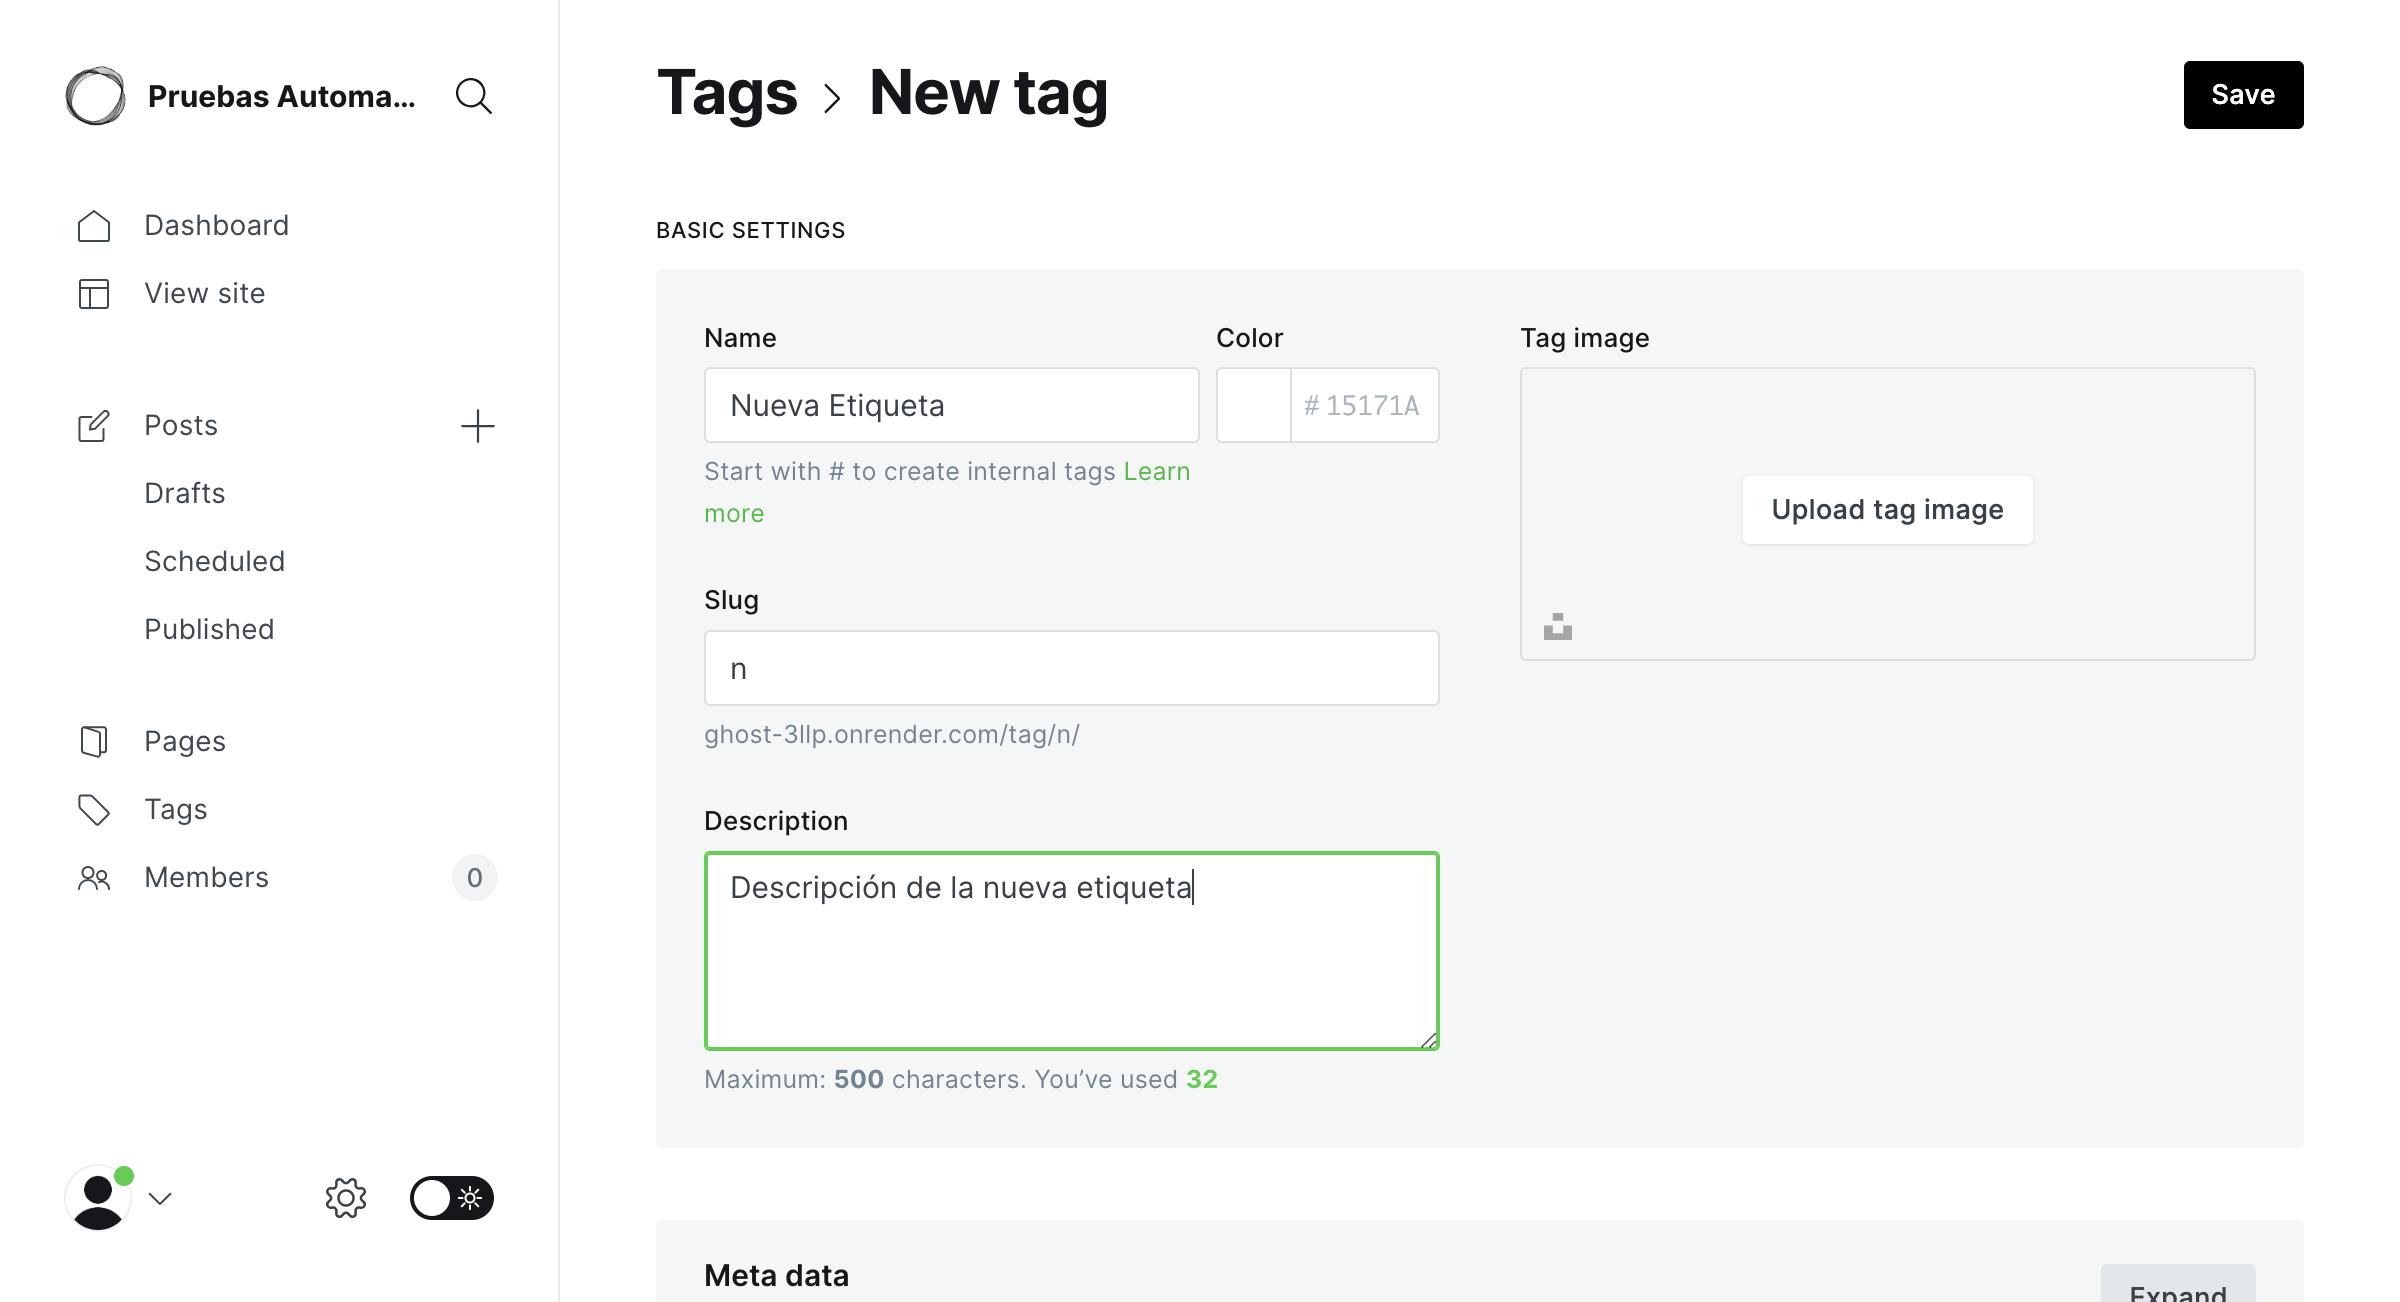 Pruebas Automa...
Dashboard
View site
Posts
Drafts
Scheduled
Published
Pages
Tags
Members
0
Tags > New tag
Save
BASIC SETTINGS
Name
Color
Nueva Etiqueta
# 15171A
Start with # to create internal tags Learn
more
Slug
n
ghost-3llp.onrender.com/tag/n/
Description
Descripción de la nueva etiqueta
Maximum: 500 characters. You’ve used 32
Tag image
Upload tag image
Meta data
Expand